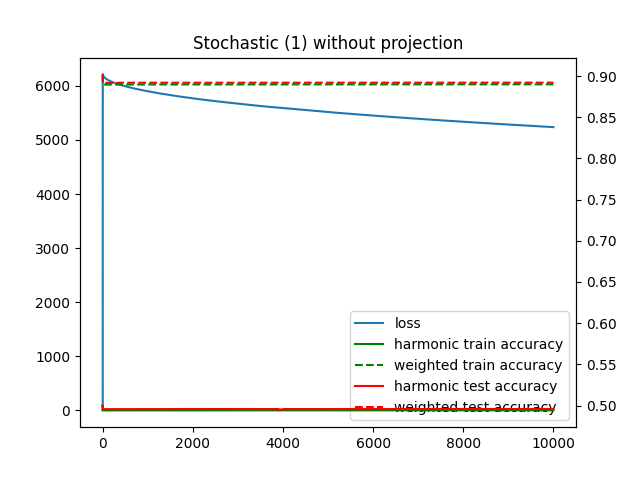 Stochastic (1) without projection
6000
5000
4000
3000
2000
1000
0
0.90
0.85
0.80
0.75
0.70
0.65
0.60
0.55
0.50
loss
harmonic train accuracy
weighted train accuracy
harmonic test accuracy
weighted test accuracy
0 2000 4000 6000 8000 10000